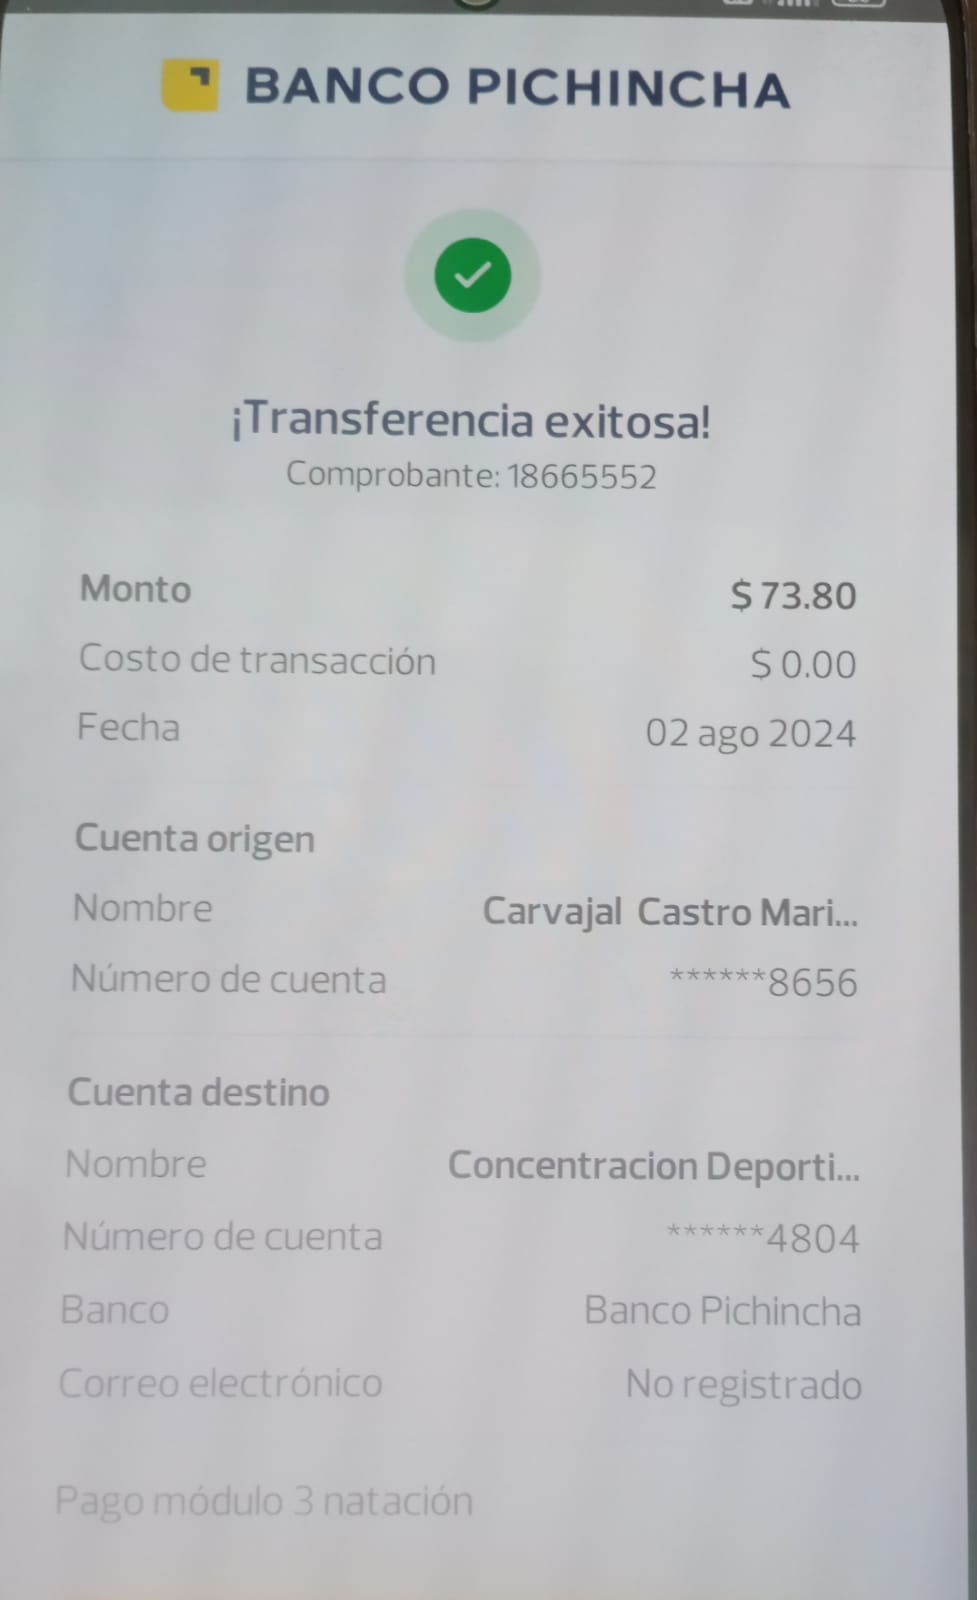 BANCO PICHINCHA
¡Transferencia exitosa!
Comprobante: 18665552
Monto $ 73.80
Costo de transacción $ 0.00
Fecha 02 ago 2024
Cuenta origen
Nombre Carvajal Castro Mari...
Número de cuenta ******8656
Cuenta destino
Nombre Concentracion Deporti...
Número de cuenta ******4804
Banco Banco Pichincha
Correo electrónico No registrado
Pago módulo 3 natación